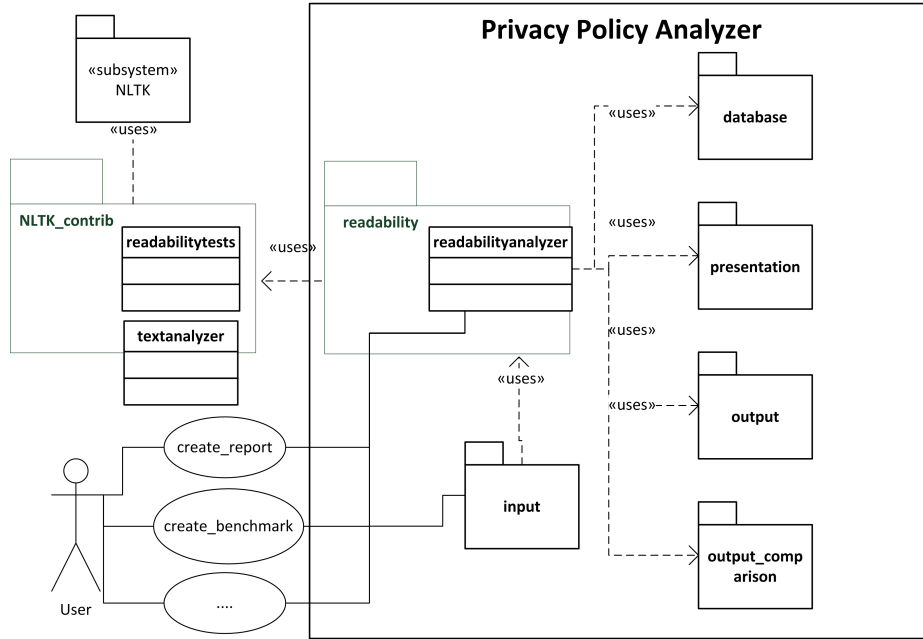 Privacy Policy Analyzer
«subsystem»
NLTK
«uses»
NLTK_contrib
readabilitytests
textanalyzer
«uses»
readability
readabilityanalyzer
«uses»
database
«uses»
presentation
«uses»
«uses»
output
output_comp
arison
«uses»
input
create_report
create_benchmark
....
User